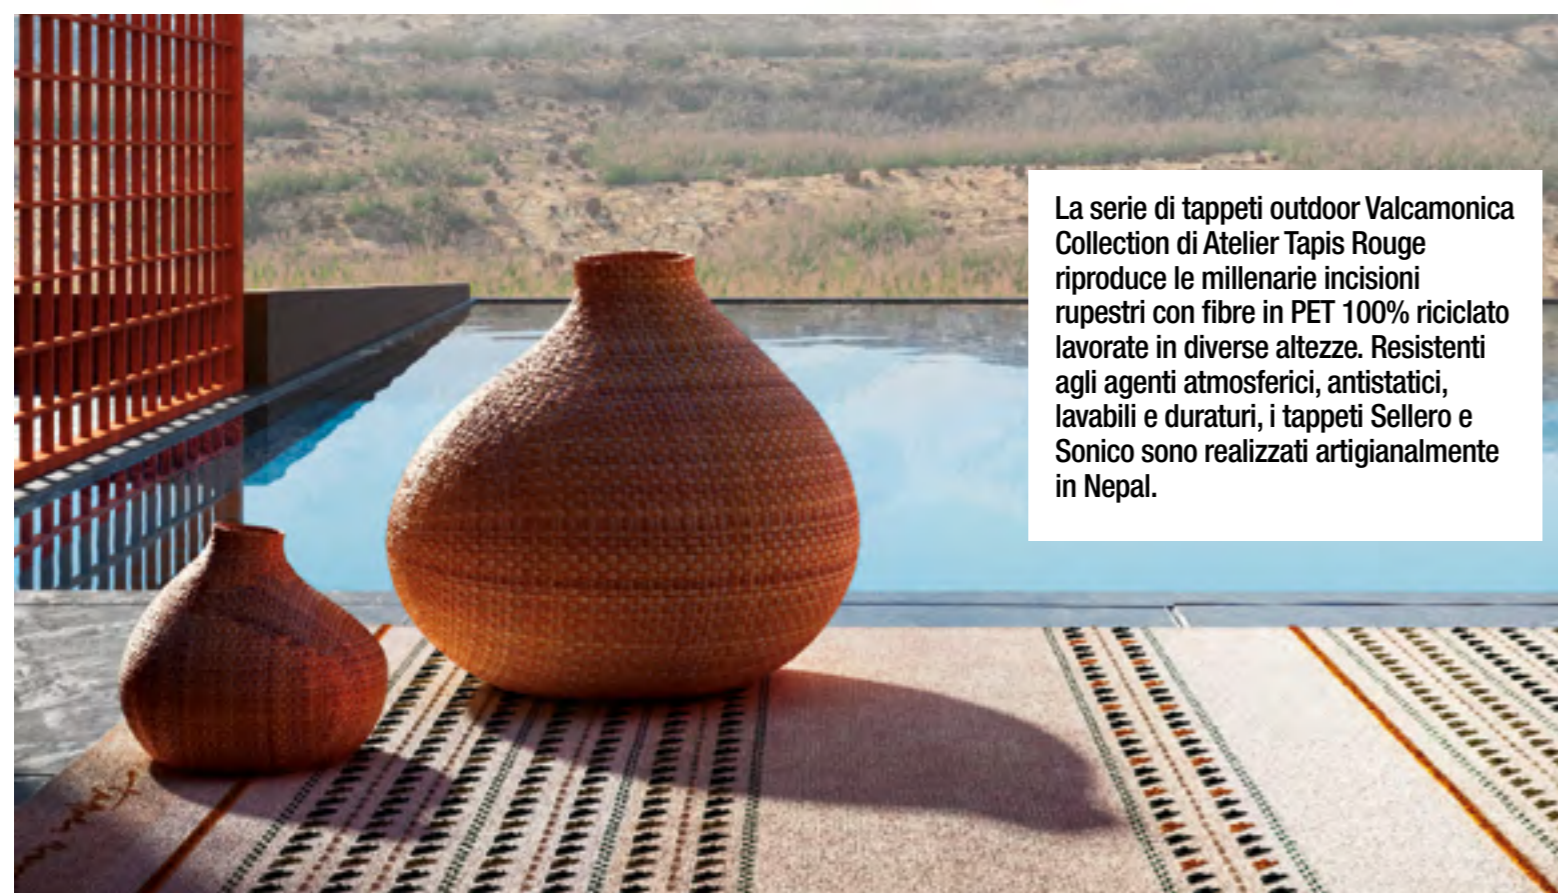 La serie di tappeti outdoor Valcamonica
Collection di Atelier Tapis Rouge
riproduce le millenarie incisioni
rupestri con fibre in PET 100% riciclato
lavorate in diverse altezze. Resistenti
agli agenti atmosferici, antistatici,
lavabili e duraturi, i tappeti Sellero e
Sonico sono realizzati artigianalmente
in Nepal.